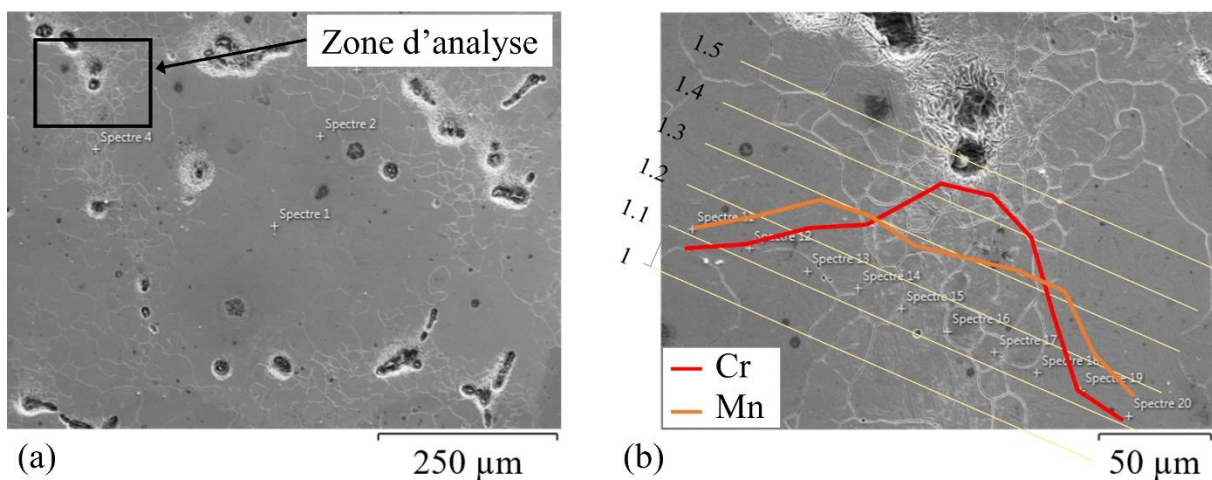 Zone d’analyse
Spectre 2
Spectre 4
Spectre 1
(a)
250 µm
1.5
1.4
1.3
1.2
1.1
1
Spectre 11
Spectre 12
Spectre 13
Spectre 14
Spectre 15
Spectre 16
Spectre 17
Spectre 18
Spectre 19
Spectre 20
Cr
Mn
(b)
50 µm